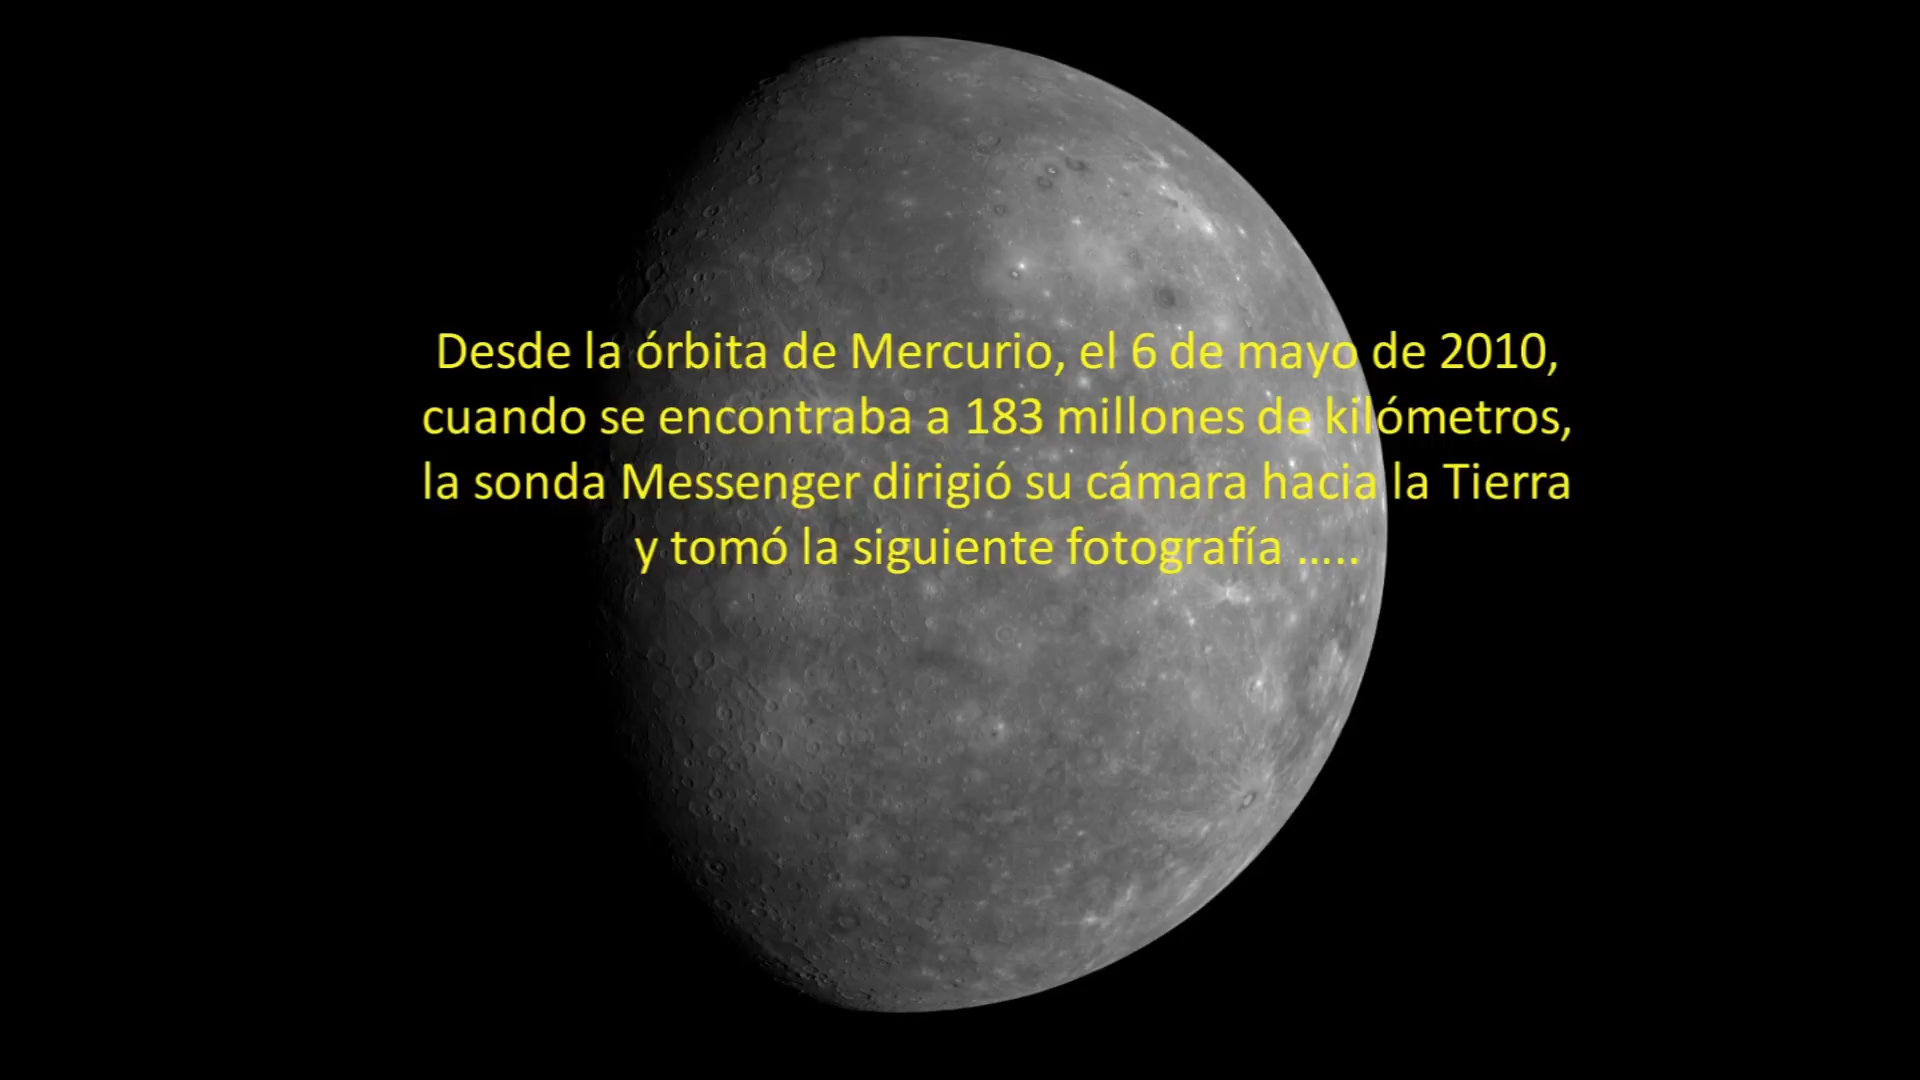 Desde la órbita de Mercurio, el 6 de mayo de 2010,
cuando se encontraba a 183 millones de kilómetros,
la sonda Messenger dirigió su cámara hacia la Tierra
y tomó la siguiente fotografía …..